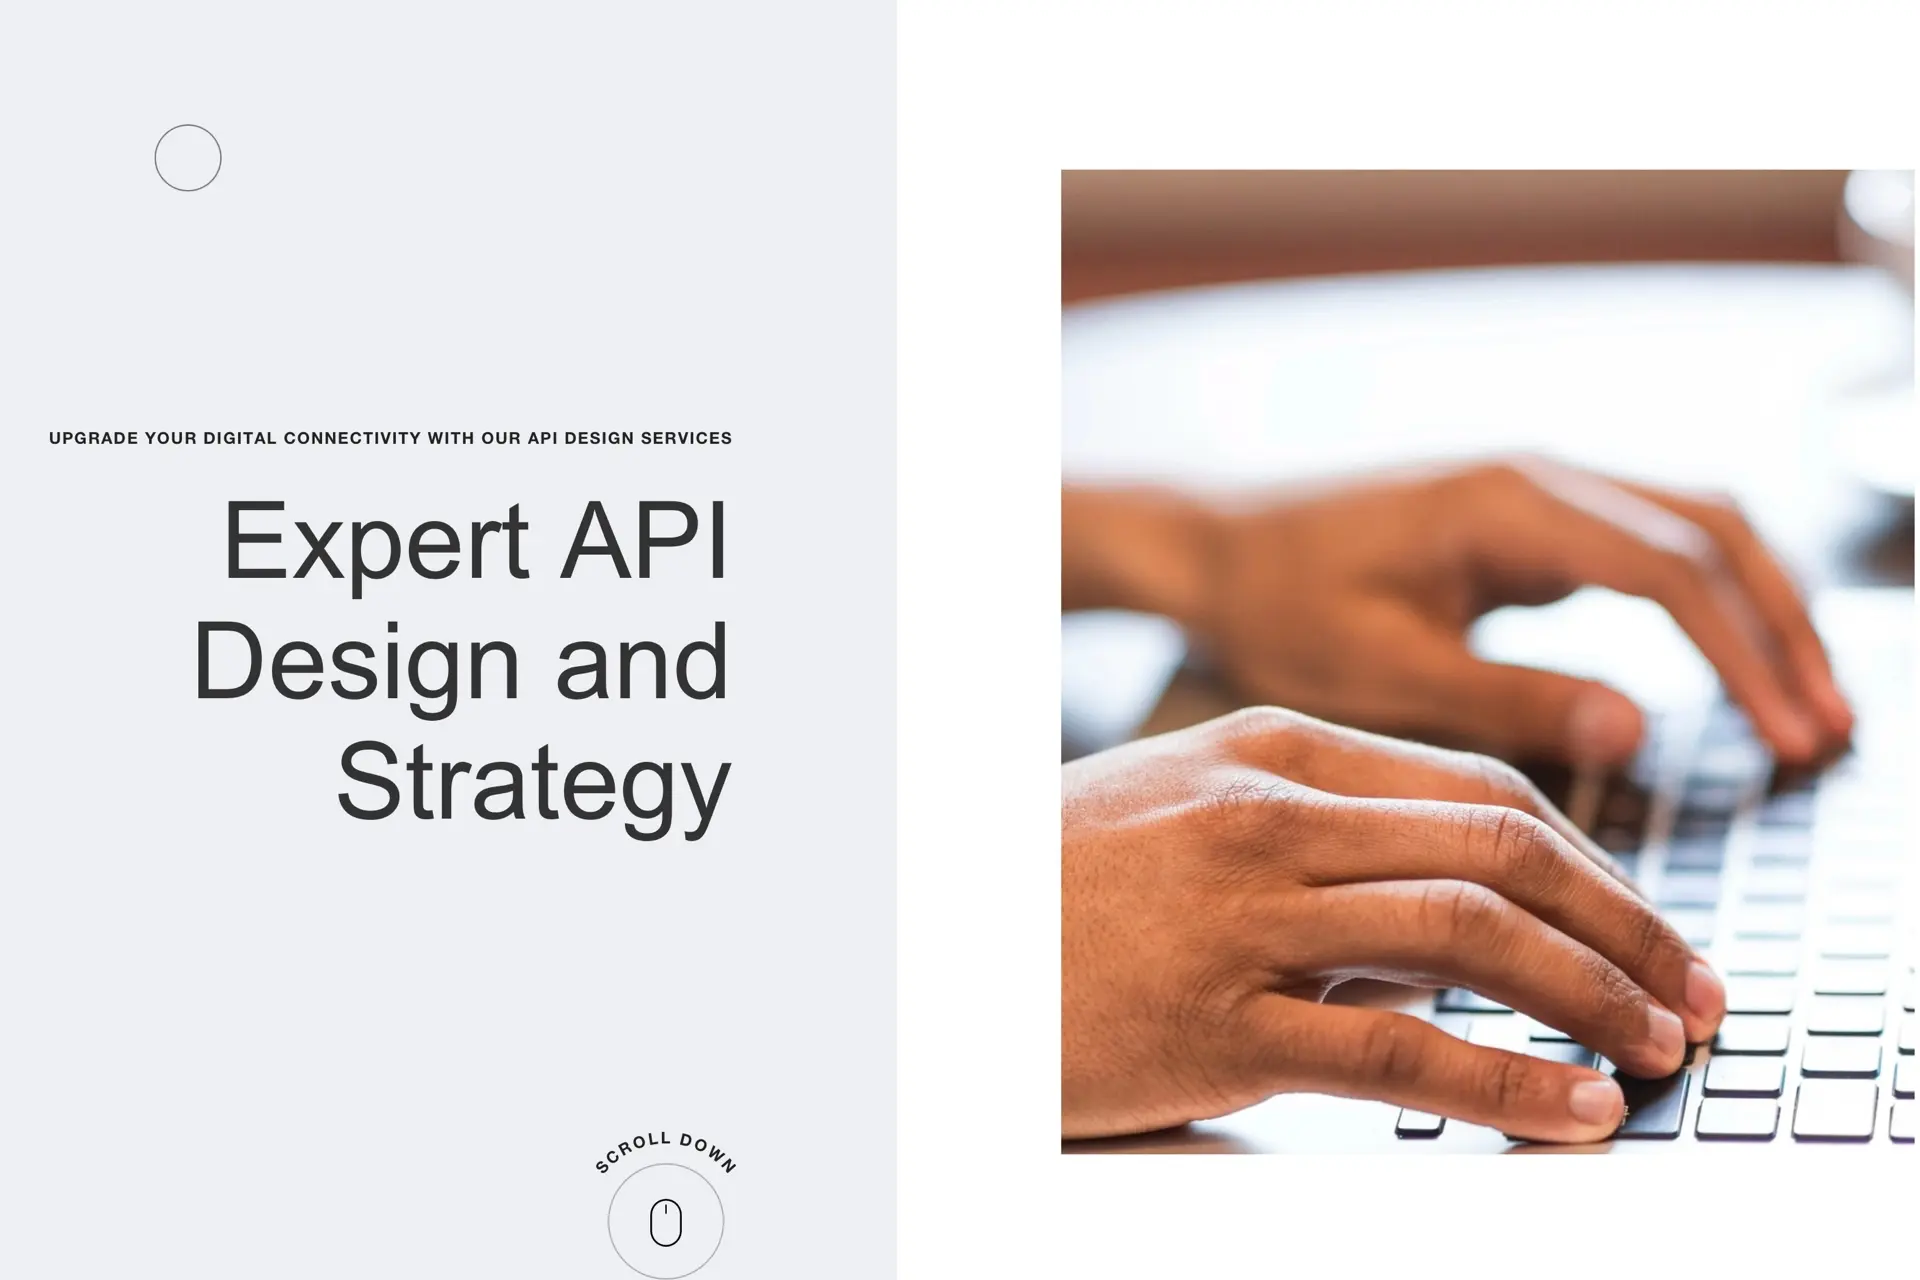 UPGRADE YOUR DIGITAL CONNECTIVITY WITH OUR API DESIGN SERVICES
Expert API
Design and
Strategy
SCROLL DOWN